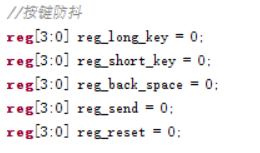 //按键防抖
reg[3:0] reg_long_key = 0;
reg[3:0] reg_short_key = 0;
reg[3:0] reg_back_space = 0;
reg[3:0] reg_send = 0;
reg[3:0] reg_reset = 0;